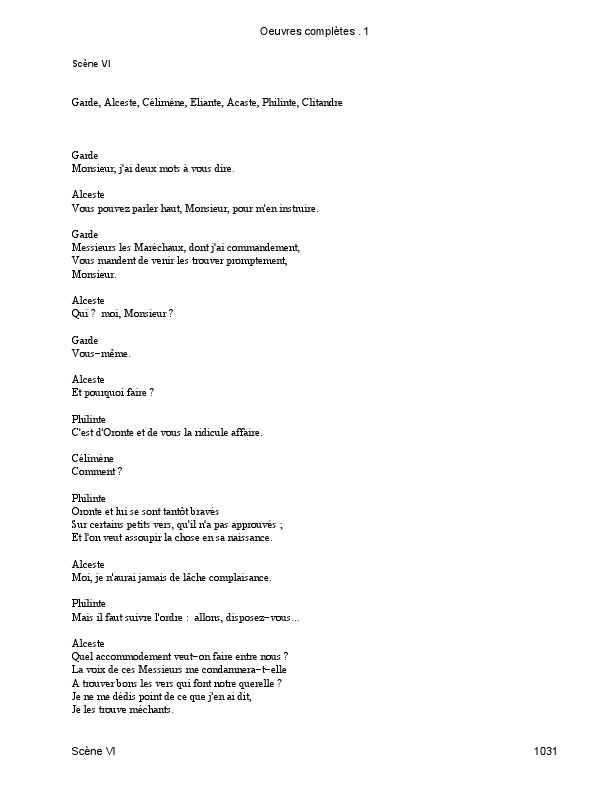 Oeuvres complètes . 1
Scène VI
Garde, Alceste, Célimène, Eliante, Acaste, Philinte, Clitandre
Garde
Monsieur, j'ai deux mots à vous dire.
Alceste
Vous pouvez parler haut, Monsieur, pour m'en instruire.
Garde
Messieurs les Maréchaux, dont j'ai commandement,
Vous mandent de venir les trouver promptement,
Monsieur.
Alceste
Qui ?  moi, Monsieur ?
Garde
Vous−même.
Alceste
Et pourquoi faire ?
Philinte
C'est d'Oronte et de vous la ridicule affaire.
Célimène
Comment ?
Philinte
Oronte et lui se sont tantôt bravés
Sur certains petits vers, qu'il n'a pas approuvés ;
Et l'on veut assoupir la chose en sa naissance.
Alceste
Moi, je n'aurai jamais de lâche complaisance.
Philinte
Mais il faut suivre l'ordre :  allons, disposez−vous...
Alceste
Quel accommodement veut−on faire entre nous ?
La voix de ces Messieurs me condamnera−t−elle
A trouver bons les vers qui font notre querelle ?
Je ne me dédis point de ce que j'en ai dit,
Je les trouve méchants.
Scène VI
1031